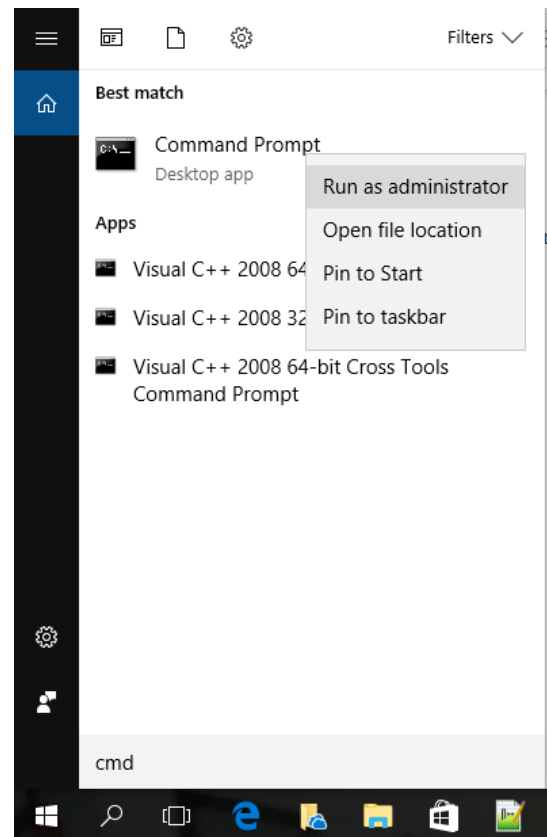 Filters
Best match
Command Prompt
Desktop app
Run as administrator
Open file location
Pin to Start
Pin to taskbar
Apps
Visual C++ 2008 64
Visual C++ 2008 32
Visual C++ 2008 64-bit Cross Tools
Command Prompt
cmd